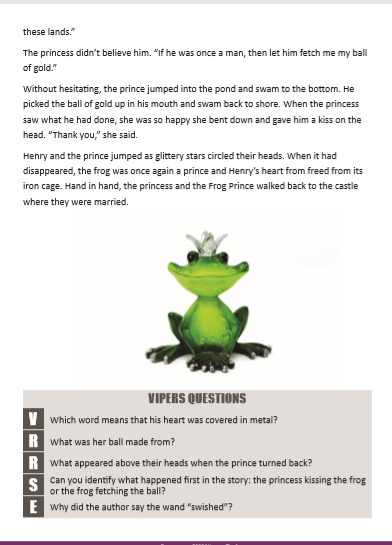 these lands.”
The princess didn’t believe him. “If he was once a man, then let him fetch me my ball
of gold.”
Without hesitating, the prince jumped into the pond and swam to the bottom. He
picked the ball of gold up in his mouth and swam back to shore. When the princess
saw what he had done, she was so happy she bent down and gave him a kiss on the
head. “Thank you,” she said.
Henry and the prince jumped as glittery stars circled their heads. When it had
disappeared, the frog was once again a prince and Henry’s heart from freed from its
iron cage. Hand in hand, the princess and the Frog Prince walked back to the castle
where they were married.
VIPERS QUESTIONS
V Which word means that his heart was covered in metal?
R What was her ball made from?
R What appeared above their heads when the prince turned back?
S Can you identify what happened first in the story: the princess kissing the frog
or the frog fetching the ball?
E Why did the author say the wand “swished”?